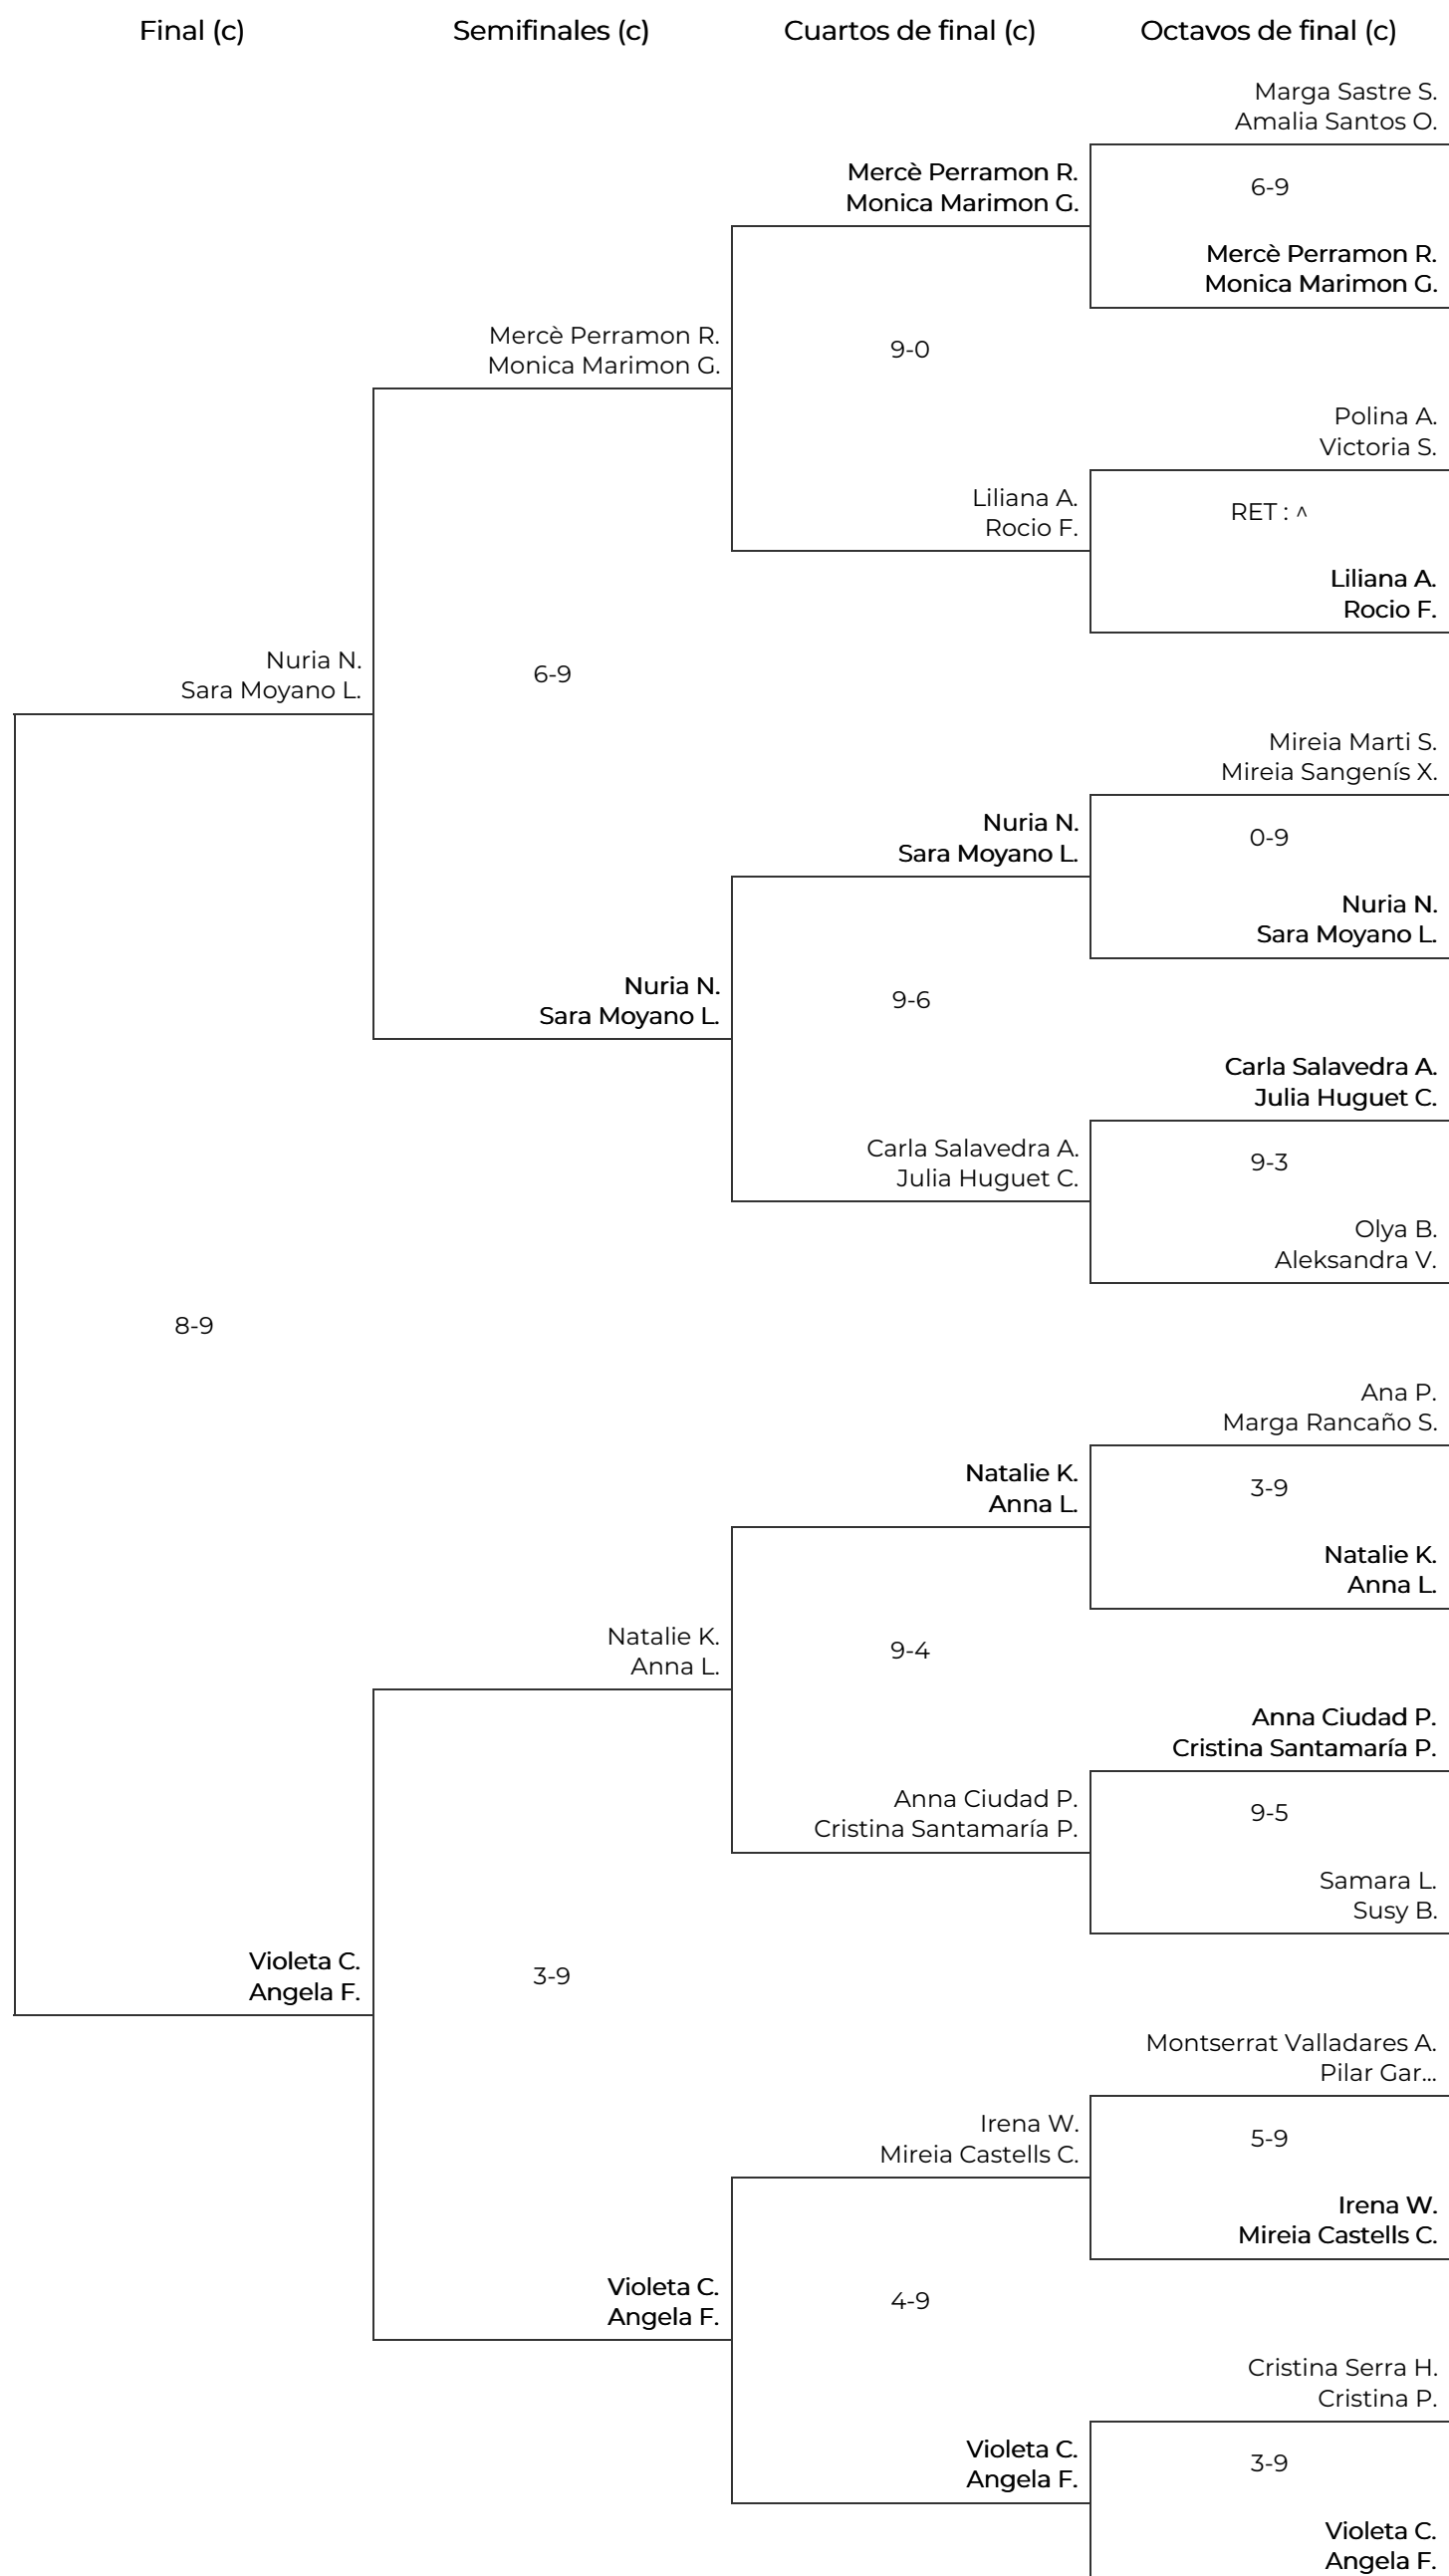 Final (c)
Semifinales (c)
Cuartos de final (c)
Octavos de final (c)
Marga Sastre S.
Amalia Santos O.
Mercè Perramon R.
Monica Marimon G.
6-9
Mercè Perramon R.
Monica Marimon G.
Mercè Perramon R.
Monica Marimon G.
9-0
Polina A.
Victoria S.
Liliana A.
Rocio F.
RET : ^
Liliana A.
Rocio F.
Nuria N.
Sara Moyano L.
6-9
Mireia Marti S.
Mireia Sangenís X.
Nuria N.
Sara Moyano L.
0-9
Nuria N.
Sara Moyano L.
Nuria N.
Sara Moyano L.
9-6
Carla Salavedra A.
Julia Huguet C.
Carla Salavedra A.
Julia Huguet C.
9-3
Olya B.
Aleksandra V.
8-9
Ana P.
Marga Rancaño S.
Natalie K.
Anna L.
3-9
Natalie K.
Anna L.
Natalie K.
Anna L.
9-4
Anna Ciudad P.
Cristina Santamaría P.
Anna Ciudad P.
Cristina Santamaría P.
9-5
Samara L.
Susy B.
Violeta C.
Angela F.
3-9
Montserrat Valladares A.
Pilar Gar...
Irena W.
Mireia Castells C.
5-9
Irena W.
Mireia Castells C.
Violeta C.
Angela F.
4-9
Cristina Serra H.
Cristina P.
Violeta C.
Angela F.
3-9
Violeta C.
Angela F.